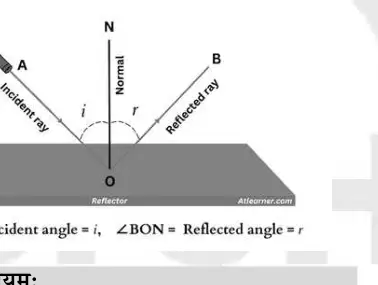 N
A
B
Incident ray
Normal
i
r
Reflected ray
O
Reflector
Atlearner.com
cident angle = i, ∠BON = Reflected angle = r
यम: